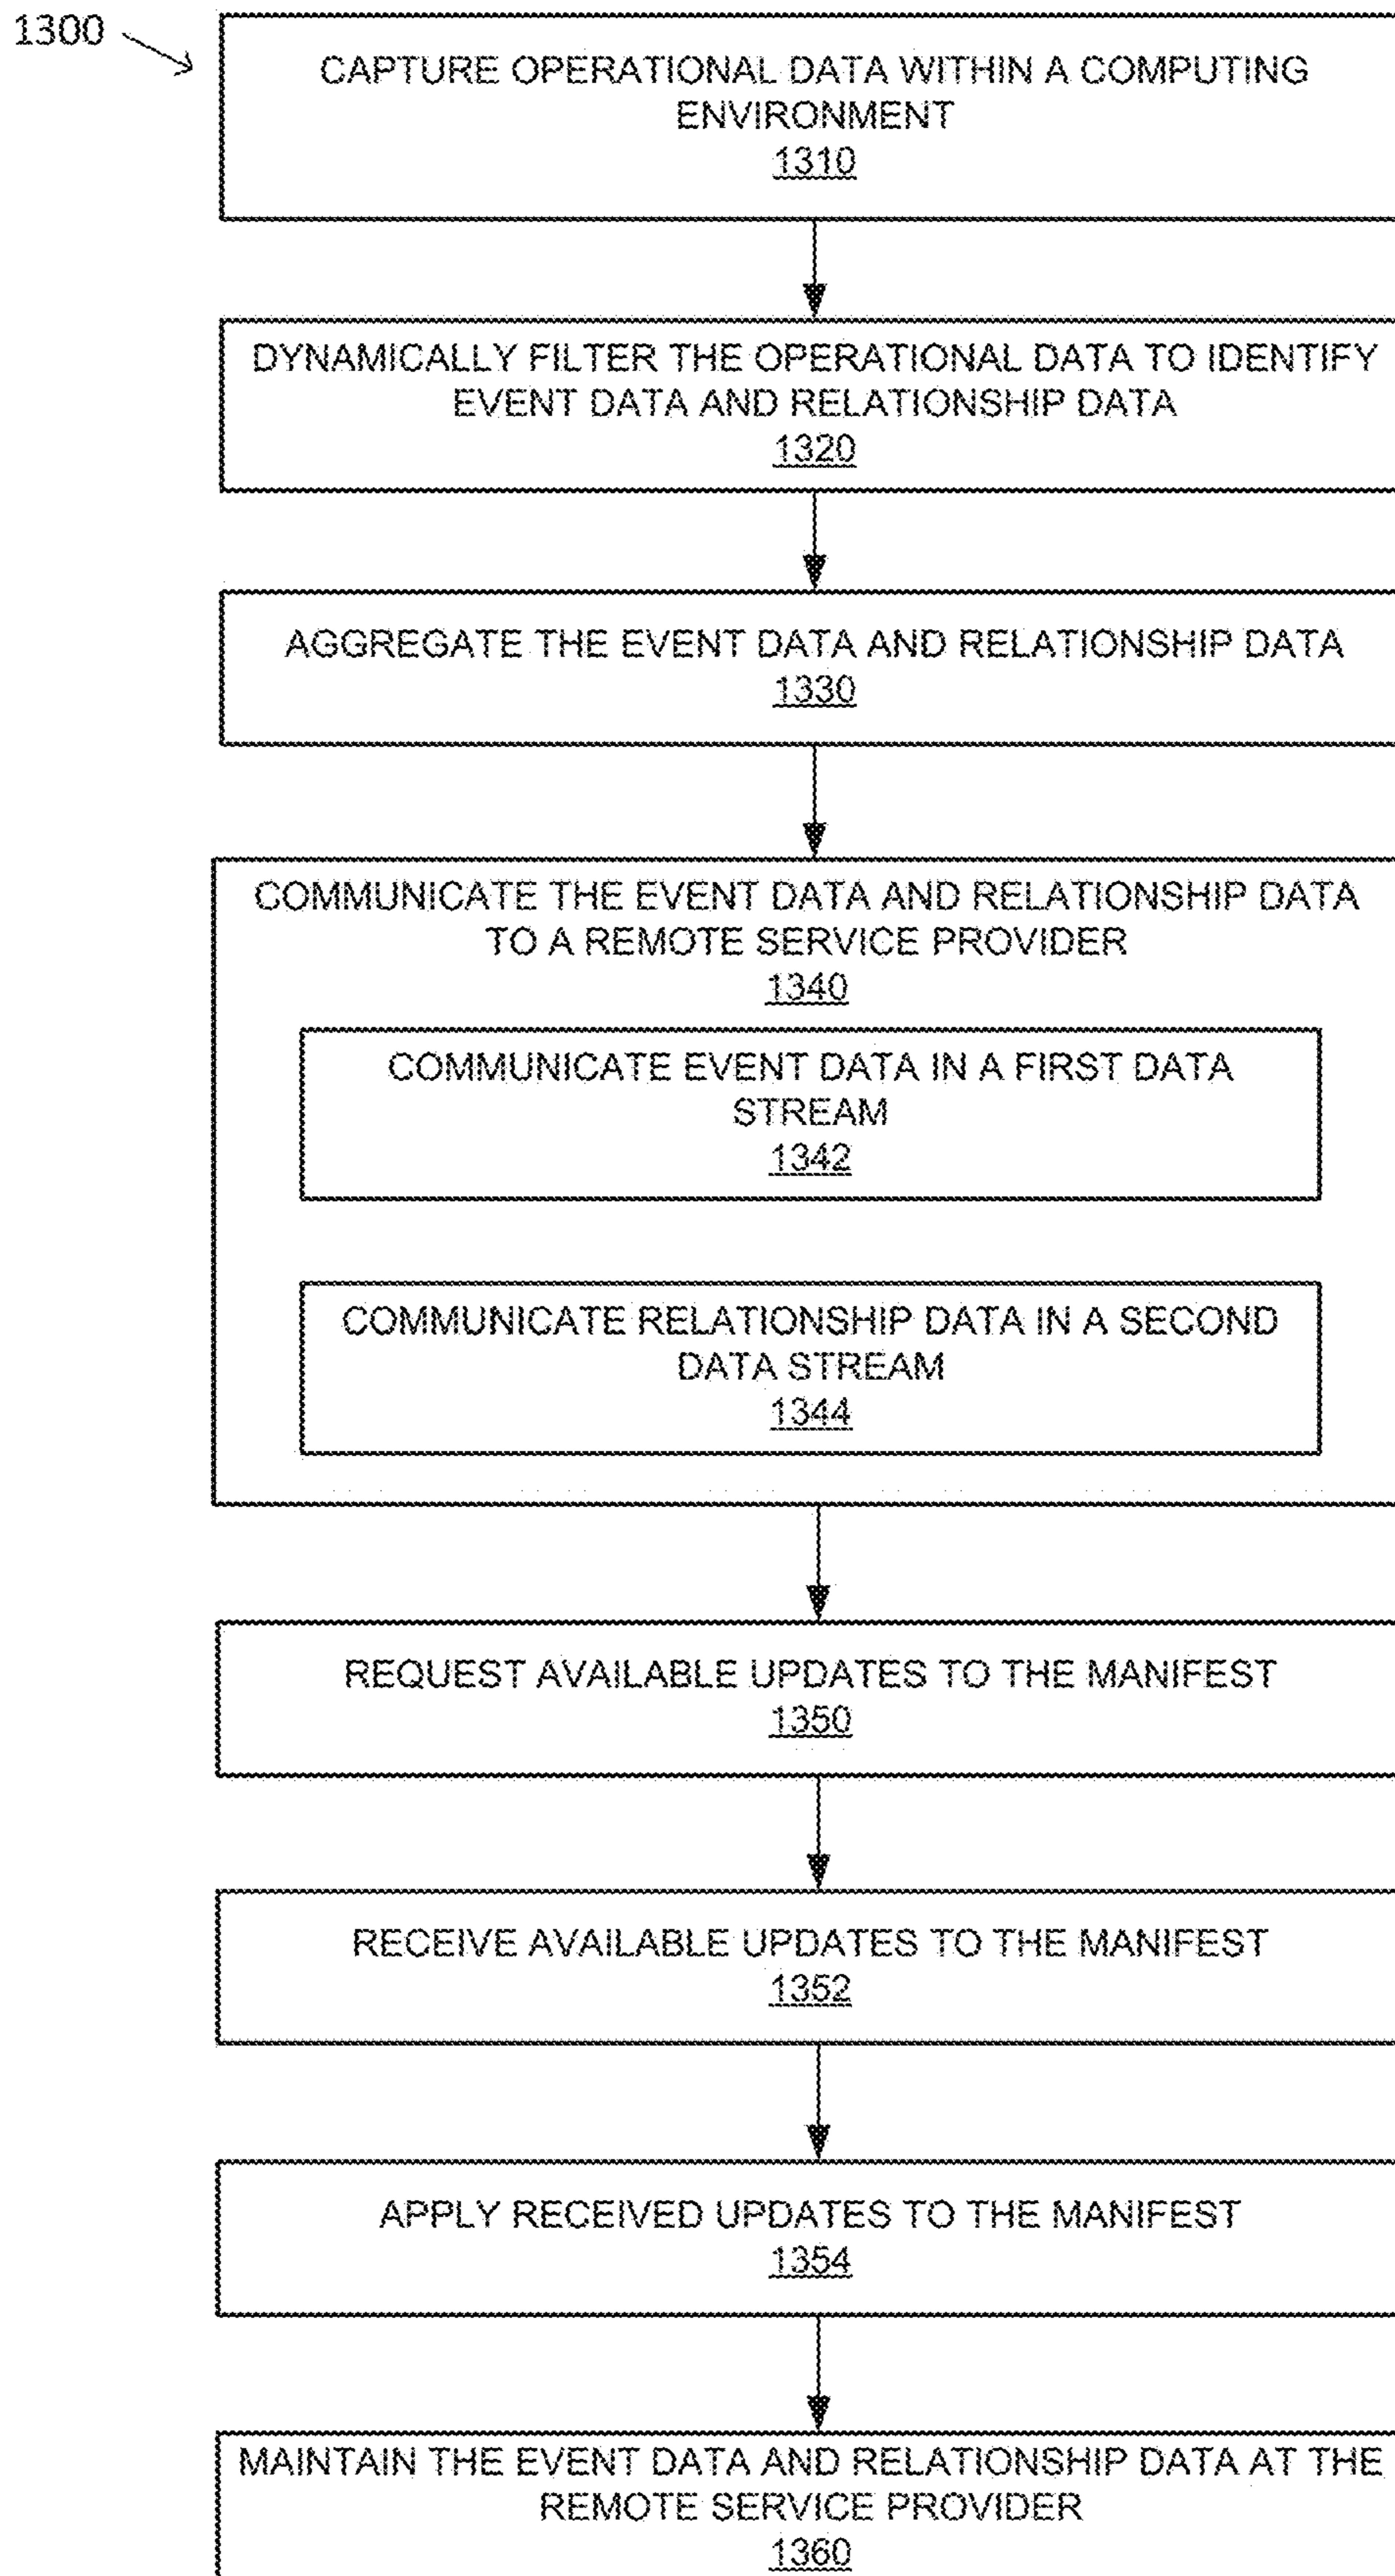 1300
CAPTURE OPERATIONAL DATA WITHIN A COMPUTING
ENVIRONMENT
1310
DYNAMICALLY FILTER THE OPERATIONAL DATA TO IDENTIFY
EVENT DATA AND RELATIONSHIP DATA
1320
AGGREGATE THE EVENT DATA AND RELATIONSHIP DATA
1330
COMMUNICATE THE EVENT DATA AND RELATIONSHIP DATA
TO A REMOTE SERVICE PROVIDER
1340
COMMUNICATE EVENT DATA IN A FIRST DATA
STREAM
1342
COMMUNICATE RELATIONSHIP DATA IN A SECOND
DATA STREAM
1344
REQUEST AVAILABLE UPDATES TO THE MANIFEST
1350
RECEIVE AVAILABLE UPDATES TO THE MANIFEST
1352
APPLY RECEIVED UPDATES TO THE MANIFEST
1354
MAINTAIN THE EVENT DATA AND RELATIONSHIP DATA AT THE
REMOTE SERVICE PROVIDER
1360